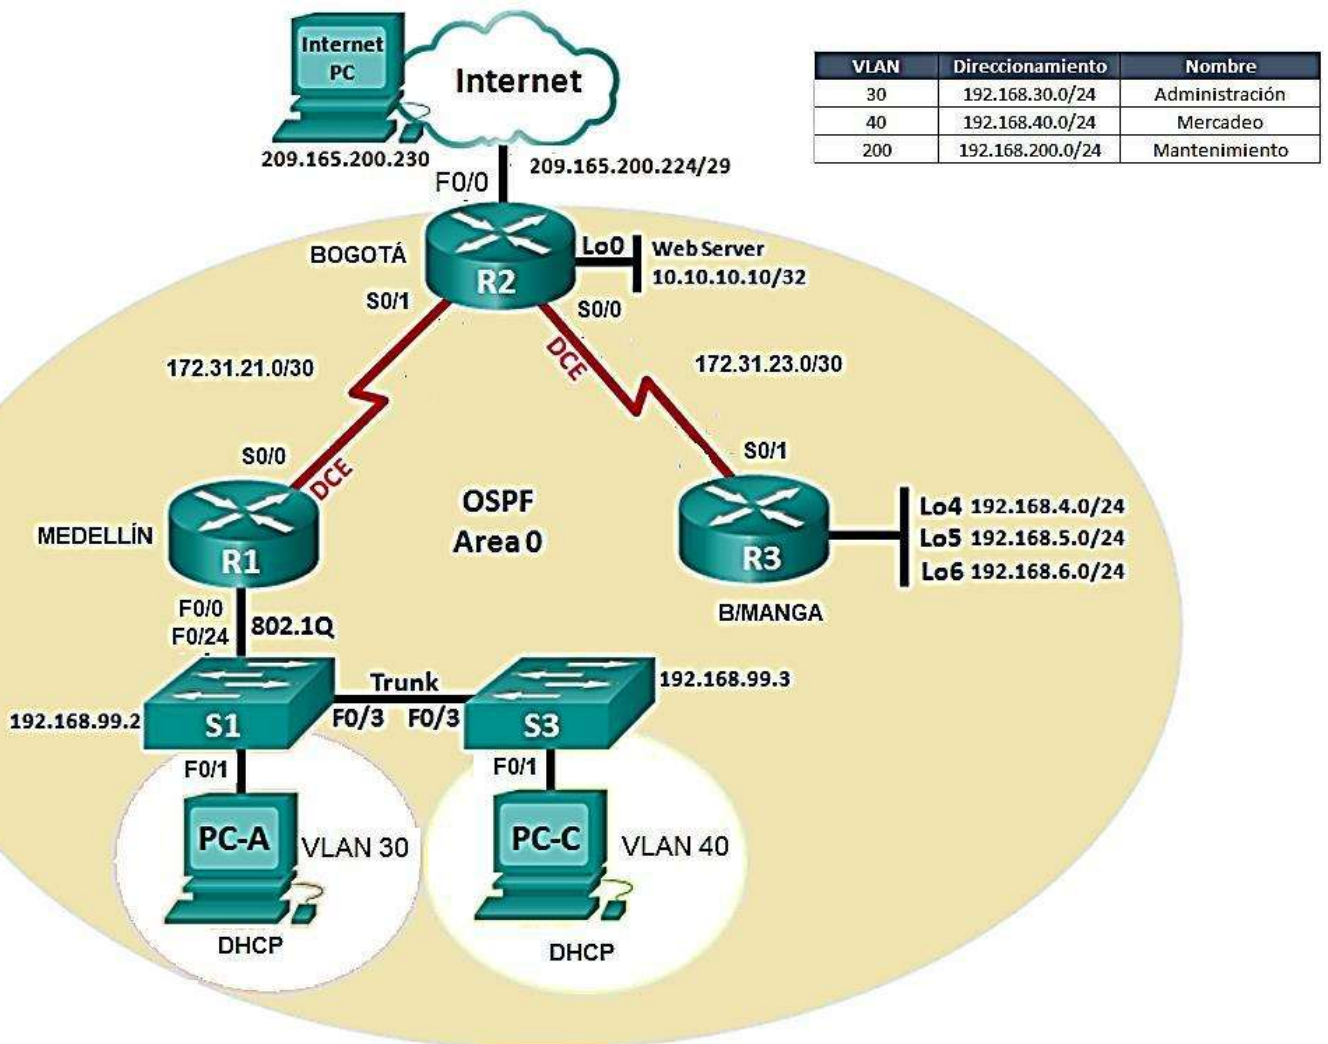 Internet
PC
Internet
209.165.200.230
209.165.200.224/29
VLAN Direccionamiento Nombre
30 192.168.30.0/24 Administración
40 192.168.40.0/24 Mercadeo
200 192.168.200.0/24 Mantenimiento
F0/0
BOGOTÁ
R2
Lo0
Web Server
10.10.10.10/32
S0/1
S0/0
DCE
172.31.21.0/30
172.31.23.0/30
S0/0
DCE
S0/1
MEDELLÍN
R1
OSPF
Area 0
R3
B/MANGA
Lo4 192.168.4.0/24
Lo5 192.168.5.0/24
Lo6 192.168.6.0/24
F0/0
F0/24
802.1Q
192.168.99.2
S1
Trunk
F0/3 F0/3
S3
192.168.99.3
F0/1
F0/1
PC-A
VLAN 30
PC-C
VLAN 40
DHCP
DHCP